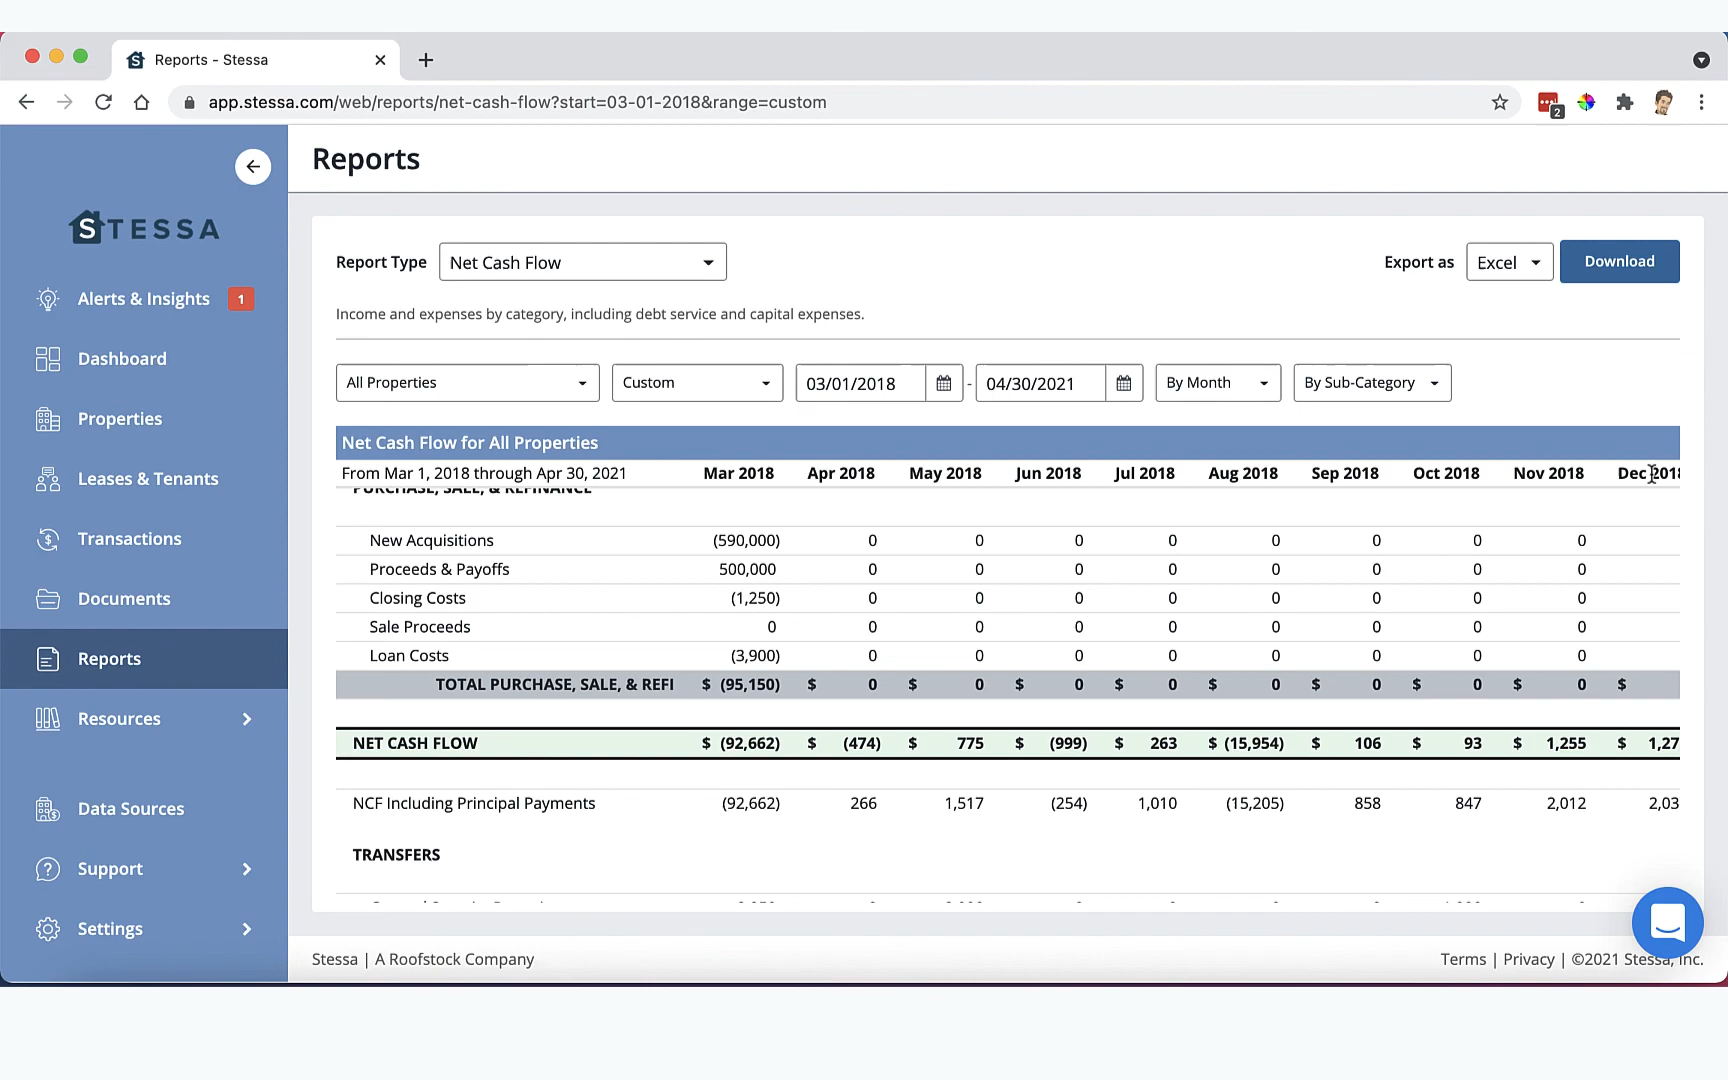 Reports - Stessa
app.stessa.com/web/reports/net-cash-flow?start=03-01-2018&range=custom
2
Reports
STESSA
Alerts & Insights 1
Dashboard
Properties
Leases & Tenants
Transactions
Documents
Reports
Resources
Data Sources
Support
Settings
Report Type Net Cash Flow Export as Excel Download
Income and expenses by category, including debt service and capital expenses.
All Properties Custom 03/01/2018 - 04/30/2021 By Month By Sub-Category
Net Cash Flow for All Properties
From Mar 1, 2018 through Apr 30, 2021 Mar 2018 Apr 2018 May 2018 Jun 2018 Jul 2018 Aug 2018 Sep 2018 Oct 2018 Nov 2018 Dec 2018
PURCHASE, SALE, & REFINANCE
New Acquisitions (590,000) 0 0 0 0 0 0 0 0
Proceeds & Payoffs 500,000 0 0 0 0 0 0 0 0
Closing Costs (1,250) 0 0 0 0 0 0 0 0
Sale Proceeds 0 0 0 0 0 0 0 0 0
Loan Costs (3,900) 0 0 0 0 0 0 0 0
TOTAL PURCHASE, SALE, & REFI $ (95,150) $ 0 $ 0 $ 0 $ 0 $ 0 $ 0 $ 0 $ 0 $
NET CASH FLOW $ (92,662) $ (474) $ 775 $ (999) $ 263 $ (15,954) $ 106 $ 93 $ 1,255 $ 1,27
NCF Including Principal Payments (92,662) 266 1,517 (254) 1,010 (15,205) 858 847 2,012 2,03
TRANSFERS
Stessa | A Roofstock Company
Terms | Privacy | ©2021 Stessa, Inc.